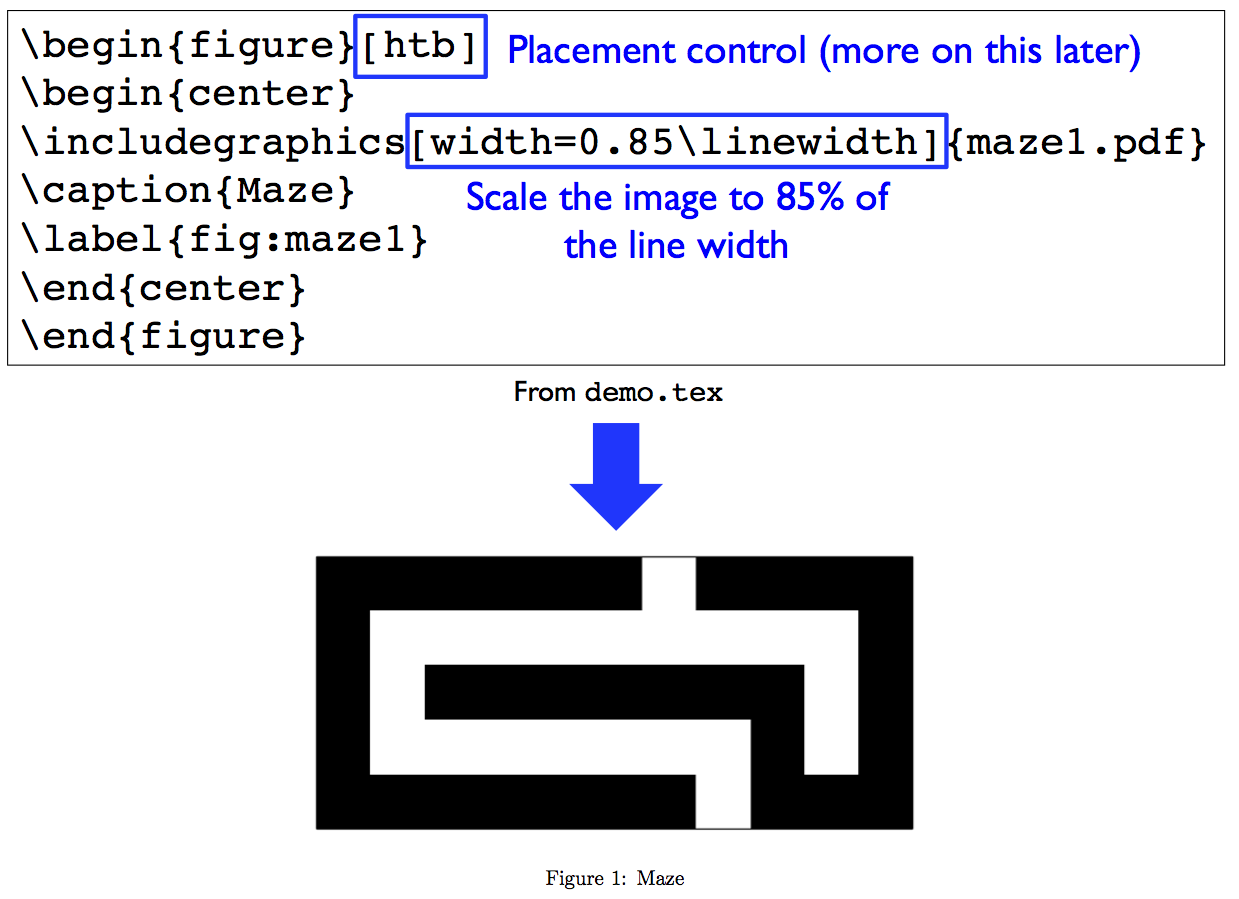 \begin{figure}[htb] Placement control (more on this later)
\begin{center}
\includegraphics[width=0.85\linewidth]{maze1.pdf}
\caption{Maze} Scale the image to 85% of
\label{fig:maze1} the line width
\end{center}
\end{figure}
From demo.tex
Figure 1: Maze